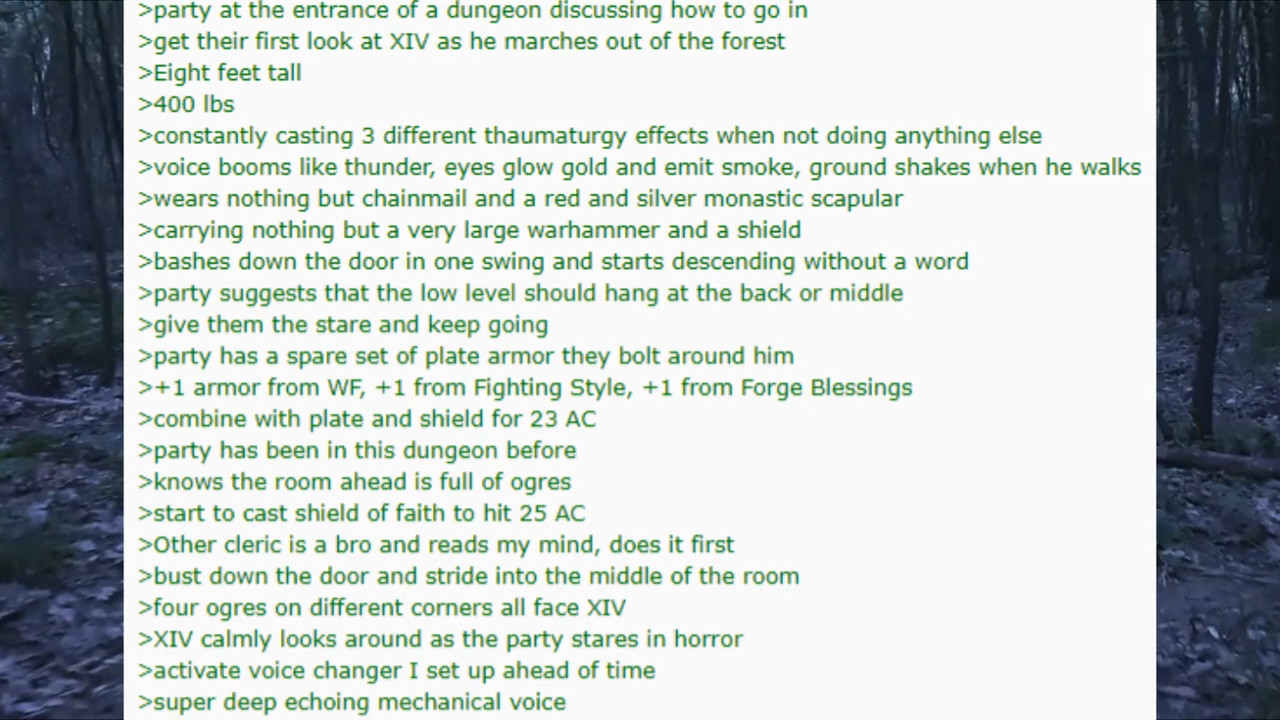 >party at the entrance of a dungeon discussing how to go in
>get their first look at XIV as he marches out of the forest
>Eight feet tall
>400 lbs
>constantly casting 3 different thaumaturgy effects when not doing anything else
>voice booms like thunder, eyes glow gold and emit smoke, ground shakes when he walks
>wears nothing but chainmail and a red and silver monastic scapular
>carrying nothing but a very large warhammer and a shield
>bashes down the door in one swing and starts descending without a word
>party suggests that the low level should hang at the back or middle
>give them the stare and keep going
>party has a spare set of plate armor they bolt around him
>+1 armor from WF, +1 from Fighting Style, +1 from Forge Blessings
>combine with plate and shield for 23 AC
>party has been in this dungeon before
>knows the room ahead is full of ogres
>start to cast shield of faith to hit 25 AC
>Other cleric is a bro and reads my mind, does it first
>bust down the door and stride into the middle of the room
>four ogres on different corners all face XIV
>XIV calmly looks around as the party stares in horror
>activate voice changer I set up ahead of time
>super deep echoing mechanical voice